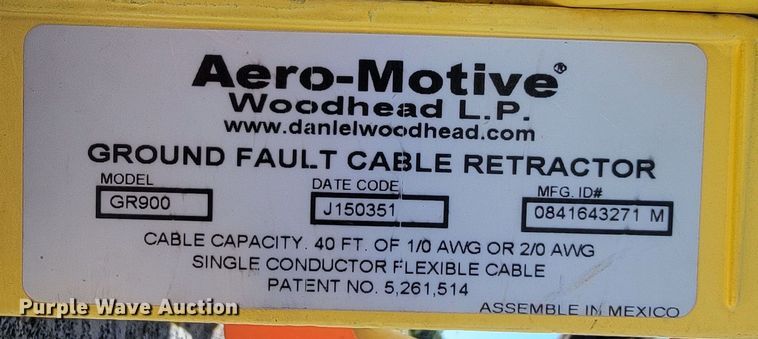 Aero-Motive®
Woodhead L.P.
www.danielwoodhead.com
GROUND FAULT CABLE RETRACTOR
MODEL DATE CODE MFG. ID#
GR900 J150351 0841643271 M
CABLE CAPACITY. 40 FT. OF 1/0 AWG OR 2/0 AWG
SINGLE CONDUCTOR FLEXIBLE CABLE
PATENT NO. 5,261,514
ASSEMBLE IN MEXICO
Purple Wave Auction